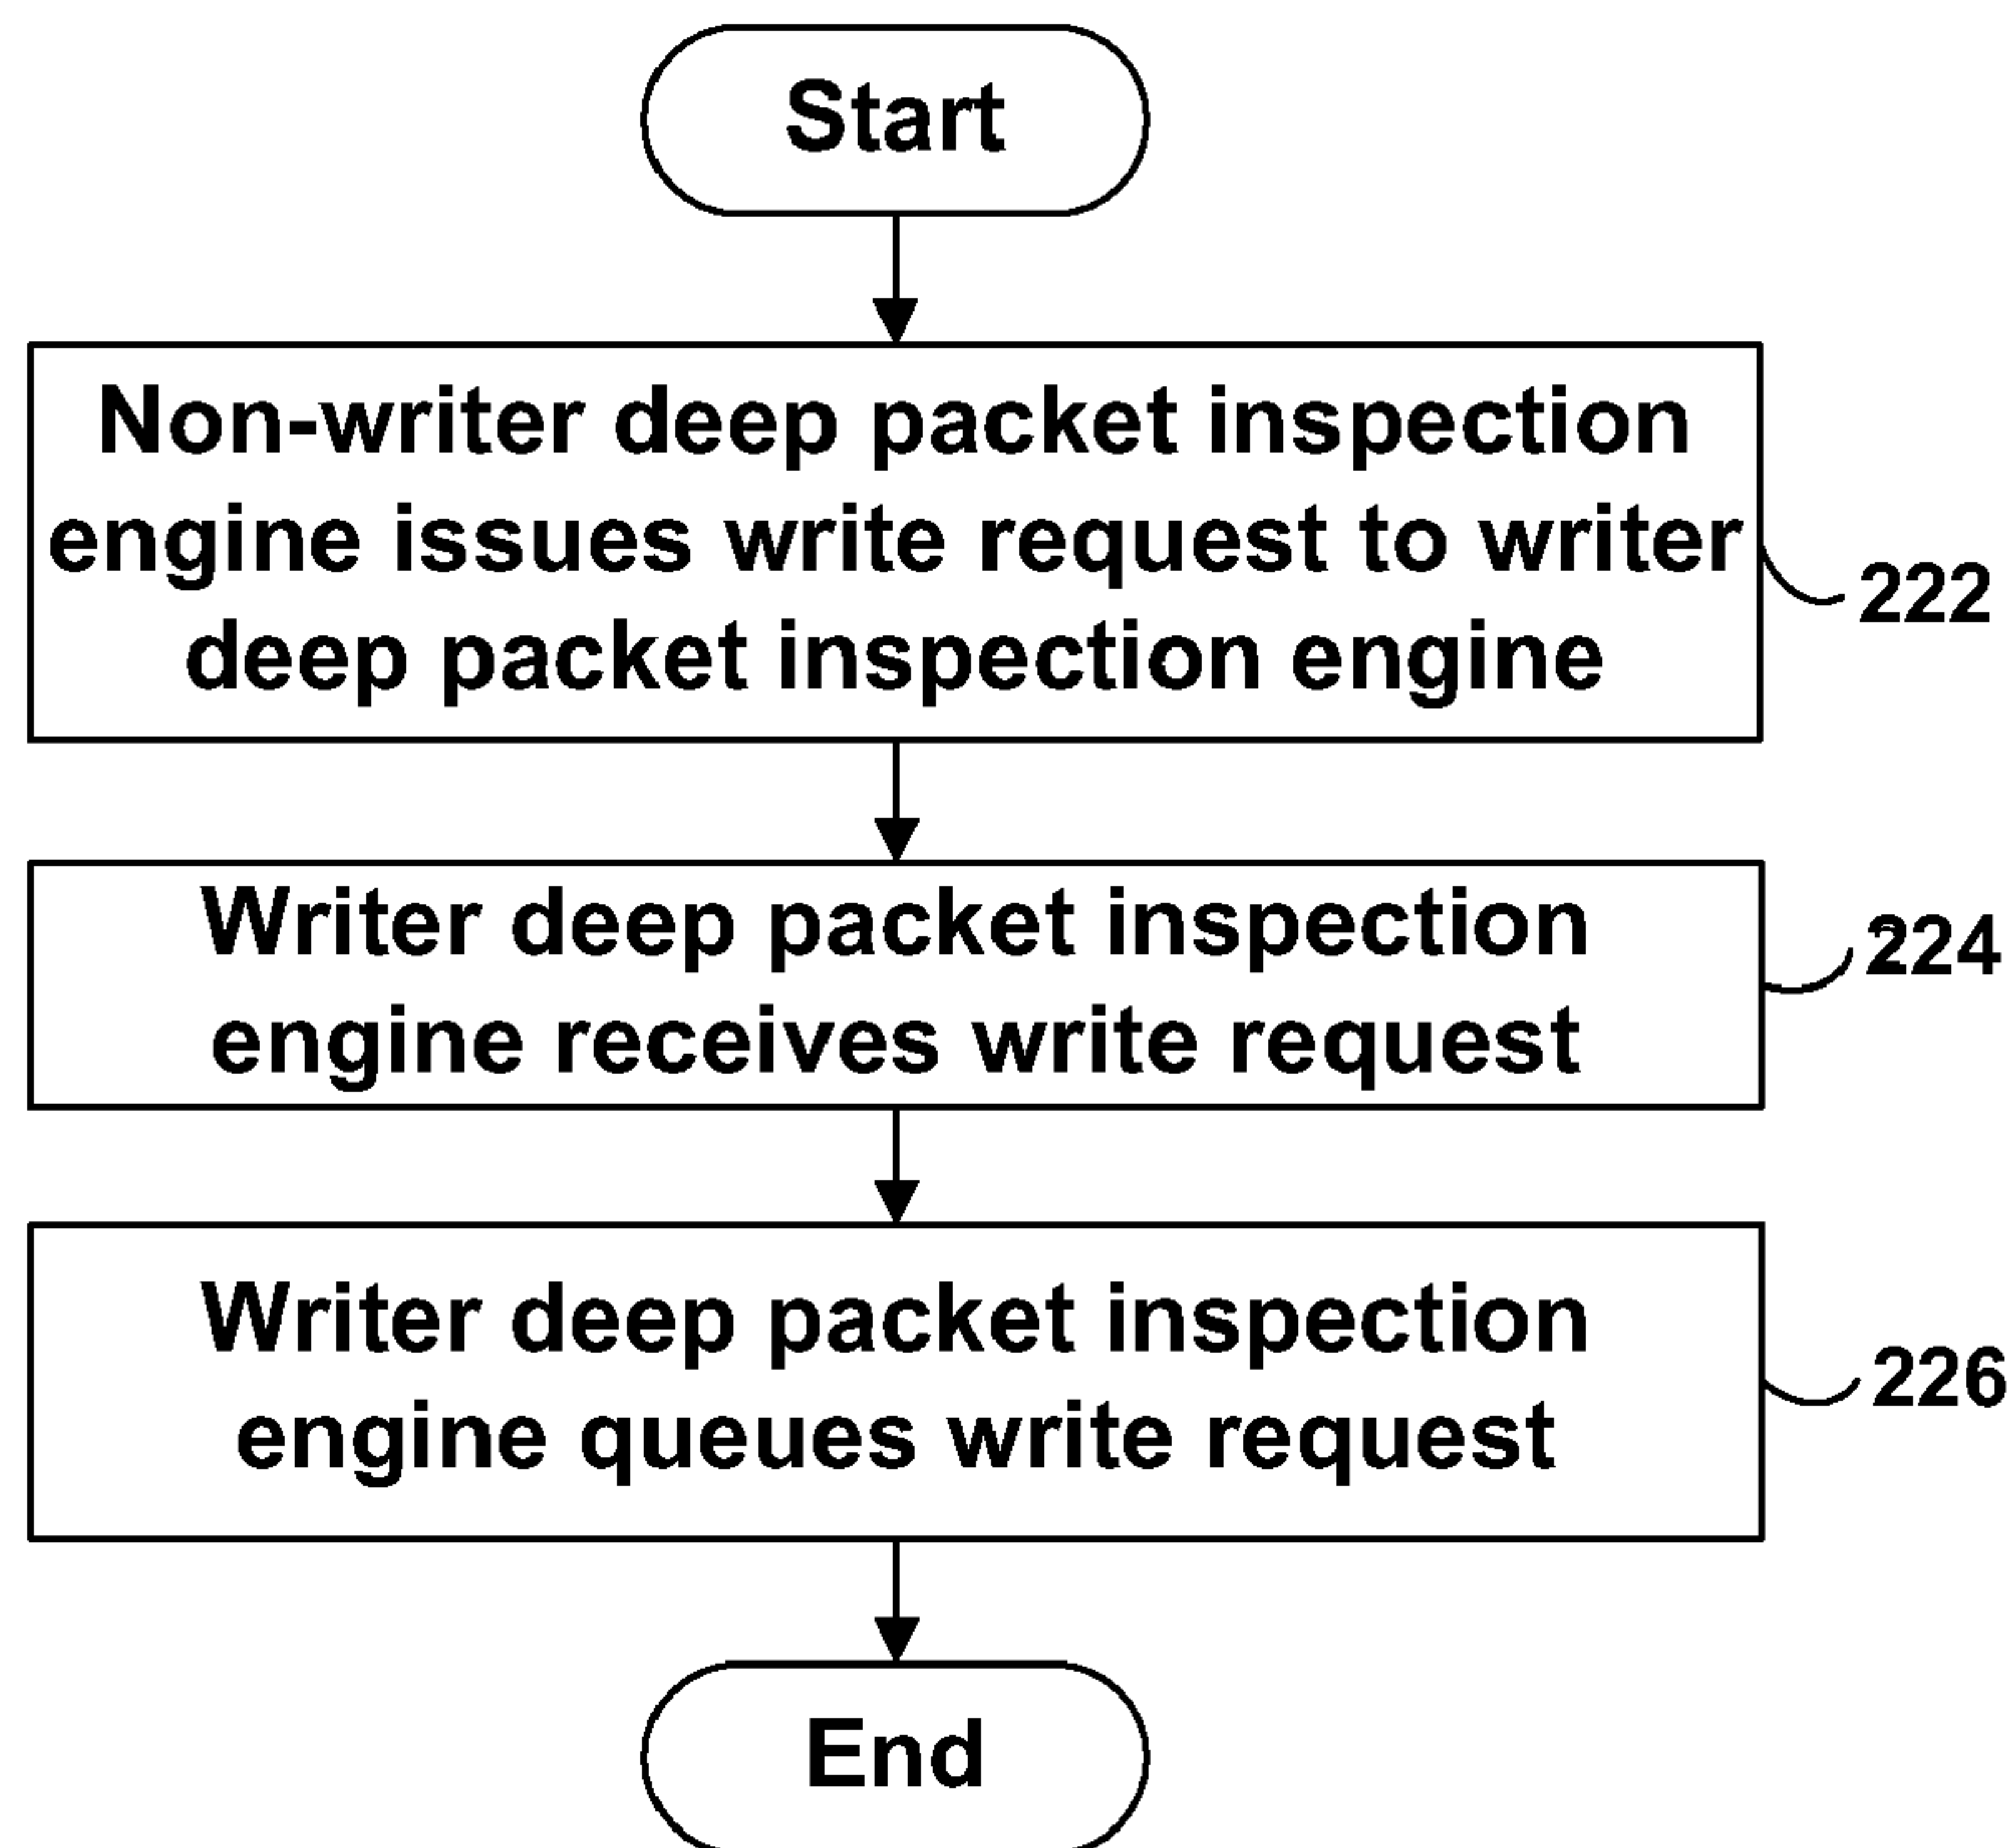 Start
Non-writer deep packet inspection
engine issues write request to writer
deep packet inspection engine
222
Writer deep packet inspection
engine receives write request
224
Writer deep packet inspection
engine queues write request
226
End